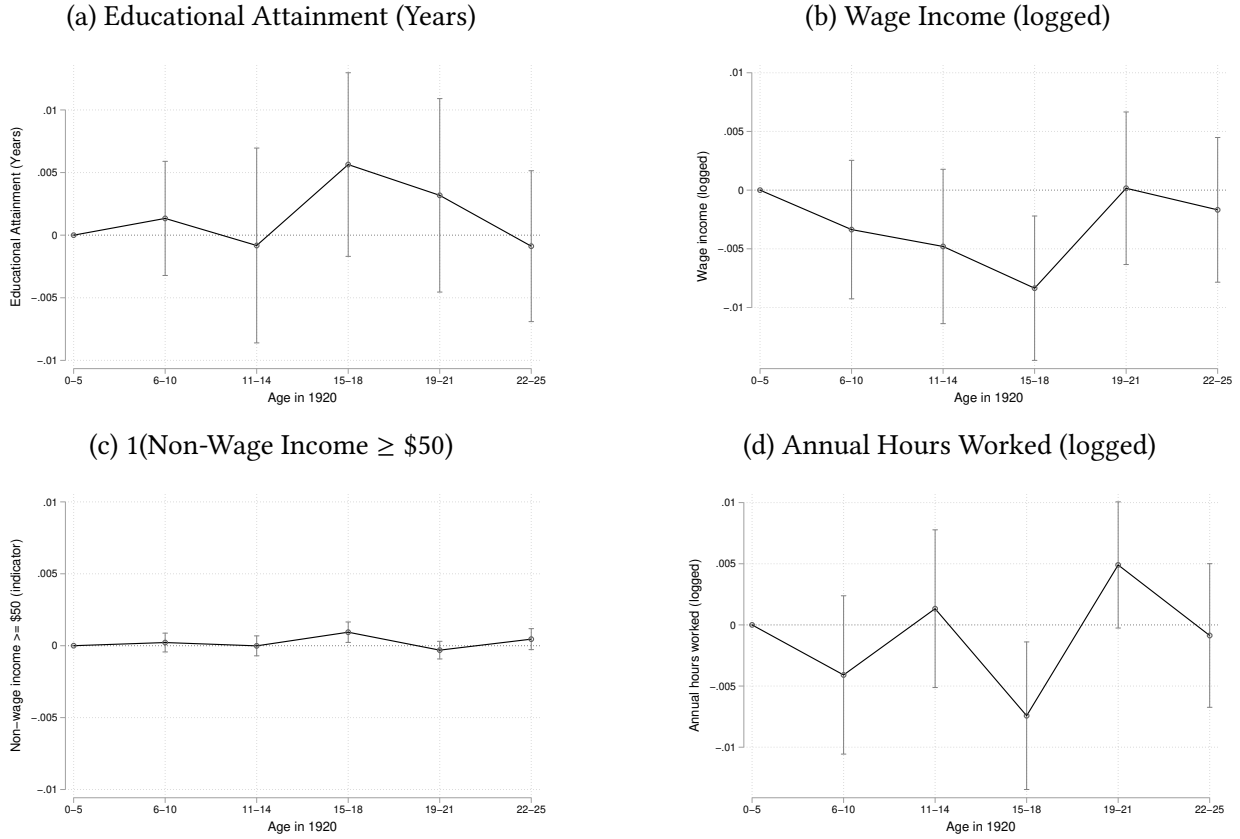 (a) Educational Attainment (Years)
(b) Wage Income (logged)
Educational Attainment (Years)
.01
.005
0
−.005
−.01
0−5 6−10 11−14 15−18 19−21 22−25
Age in 1920
Wage income (logged)
.01
.005
0
−.005
−.01
0−5 6−10 11−14 15−18 19−21 22−25
Age in 1920
(c) 1(Non-Wage Income ≥ $50)
(d) Annual Hours Worked (logged)
Non−wage income >= $50 (indicator)
.01
.005
0
−.005
−.01
0−5 6−10 11−14 15−18 19−21 22−25
Age in 1920
Annual hours worked (logged)
.01
.005
0
−.005
−.01
0−5 6−10 11−14 15−18 19−21 22−25
Age in 1920